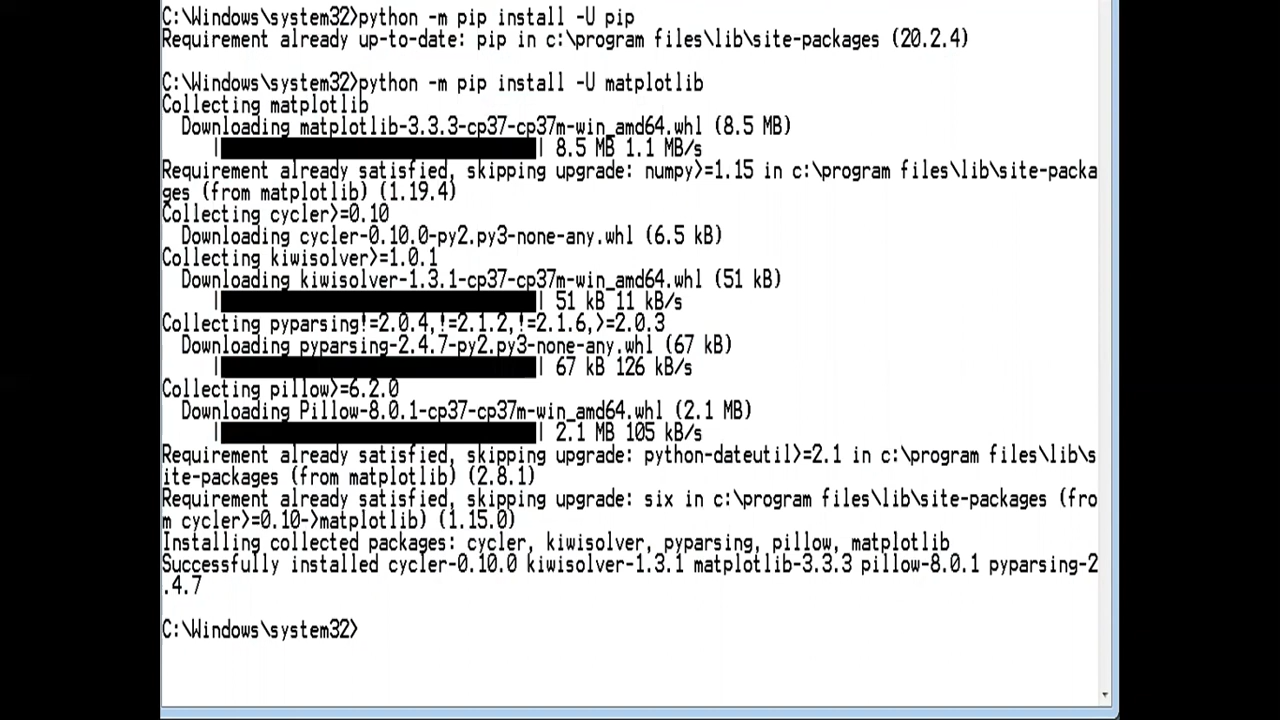 C:\Windows\system32>python -m pip install -U pip
Requirement already up-to-date: pip in c:\program files\lib\site-packages (20.2.4)
C:\Windows\system32>python -m pip install -U matplotlib
Collecting matplotlib
  Downloading matplotlib-3.3.3-cp37-cp37m-win_amd64.whl (8.5 MB)
     |████████████████████████████████| 8.5 MB 1.1 MB/s
Requirement already satisfied, skipping upgrade: numpy>=1.15 in c:\program files\lib\site-packa
ges (from matplotlib) (1.19.4)
Collecting cycler>=0.10
  Downloading cycler-0.10.0-py2.py3-none-any.whl (6.5 kB)
Collecting kiwisolver>=1.0.1
  Downloading kiwisolver-1.3.1-cp37-cp37m-win_amd64.whl (51 kB)
     |████████████████████████████████| 51 kB 11 kB/s
Collecting pyparsing!=2.0.4,!=2.1.2,!=2.1.6,>=2.0.3
  Downloading pyparsing-2.4.7-py2.py3-none-any.whl (67 kB)
     |████████████████████████████████| 67 kB 126 kB/s
Collecting pillow>=6.2.0
  Downloading Pillow-8.0.1-cp37-cp37m-win_amd64.whl (2.1 MB)
     |████████████████████████████████| 2.1 MB 105 kB/s
Requirement already satisfied, skipping upgrade: python-dateutil>=2.1 in c:\program files\lib\s
ite-packages (from matplotlib) (2.8.1)
Requirement already satisfied, skipping upgrade: six in c:\program files\lib\site-packages (fro
m cycler>=0.10->matplotlib) (1.15.0)
Installing collected packages: cycler, kiwisolver, pyparsing, pillow, matplotlib
Successfully installed cycler-0.10.0 kiwisolver-1.3.1 matplotlib-3.3.3 pillow-8.0.1 pyparsing-2
.4.7
C:\Windows\system32>